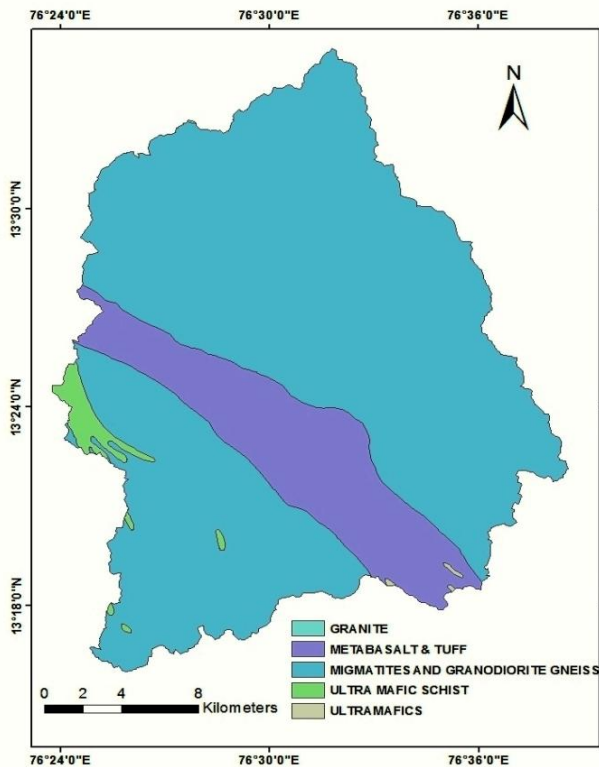 76°24'0"E 76°30'0"E 76°36'0"E
N
13°30'0"N
13°24'0"N
13°18'0"N
GRANITE
METABASALT & TUFF
MIGMATITES AND GRANODIORITE GNEISS
ULTRA MAFIC SCHIST
ULTRAMAFICS
0 2 4 8
Kilometers
76°24'0"E 76°30'0"E 76°36'0"E